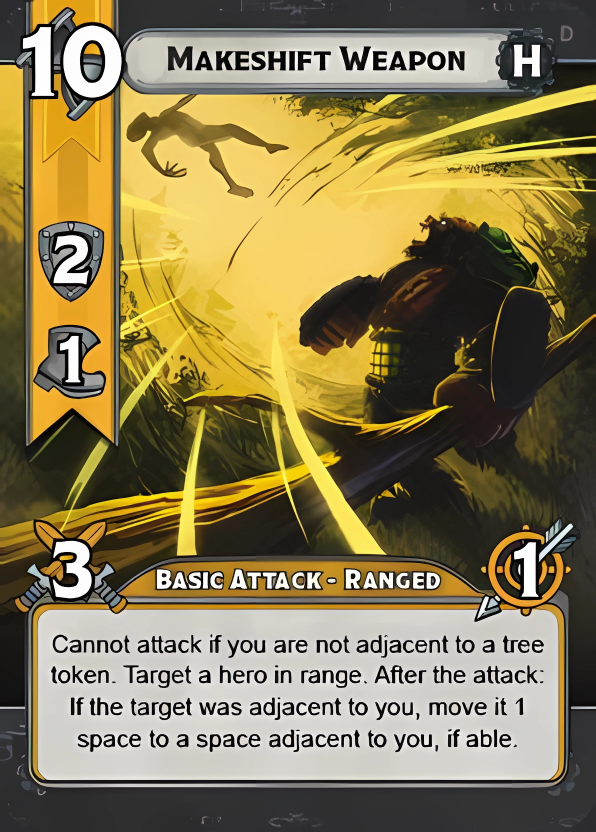 10
MAKESHIFT WEAPON
H
D
2
1
3
BASIC ATTACK - RANGED
1
Cannot attack if you are not adjacent to a tree
token. Target a hero in range. After the attack:
If the target was adjacent to you, move it 1
space to a space adjacent to you, if able.